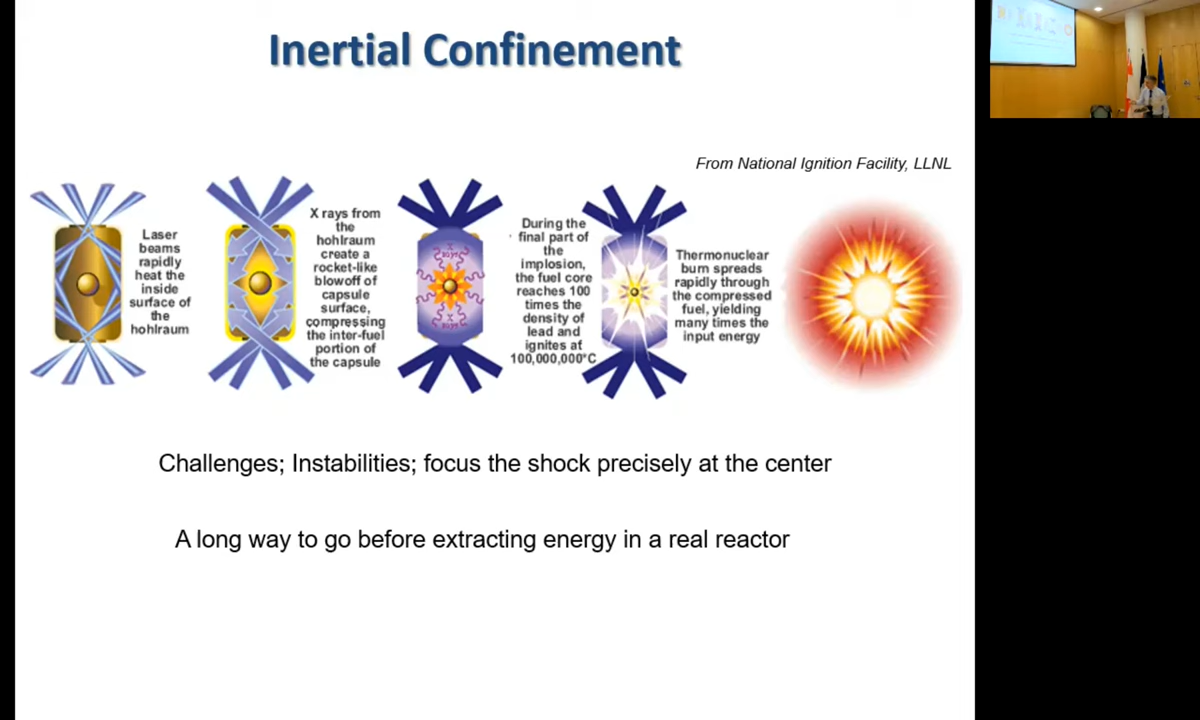 Inertial Confinement
From National Ignition Facility, LLNL
Laser
beams
rapidly
heat the
inside
surface of
the
hohlraum
X rays from
the
hohlraum
create a
rocket-like
blowoff of
capsule
surface,
compressing
the inter-fuel
portion of
the capsule
During the
final part of
the
implosion,
the fuel core
reaches 100
times the
density of
lead and
ignites at
100,000,000°C
Thermonuclear
burn spreads
rapidly through
the compressed
fuel, yielding
many times the
input energy
Challenges; Instabilities; focus the shock precisely at the center
A long way to go before extracting energy in a real reactor